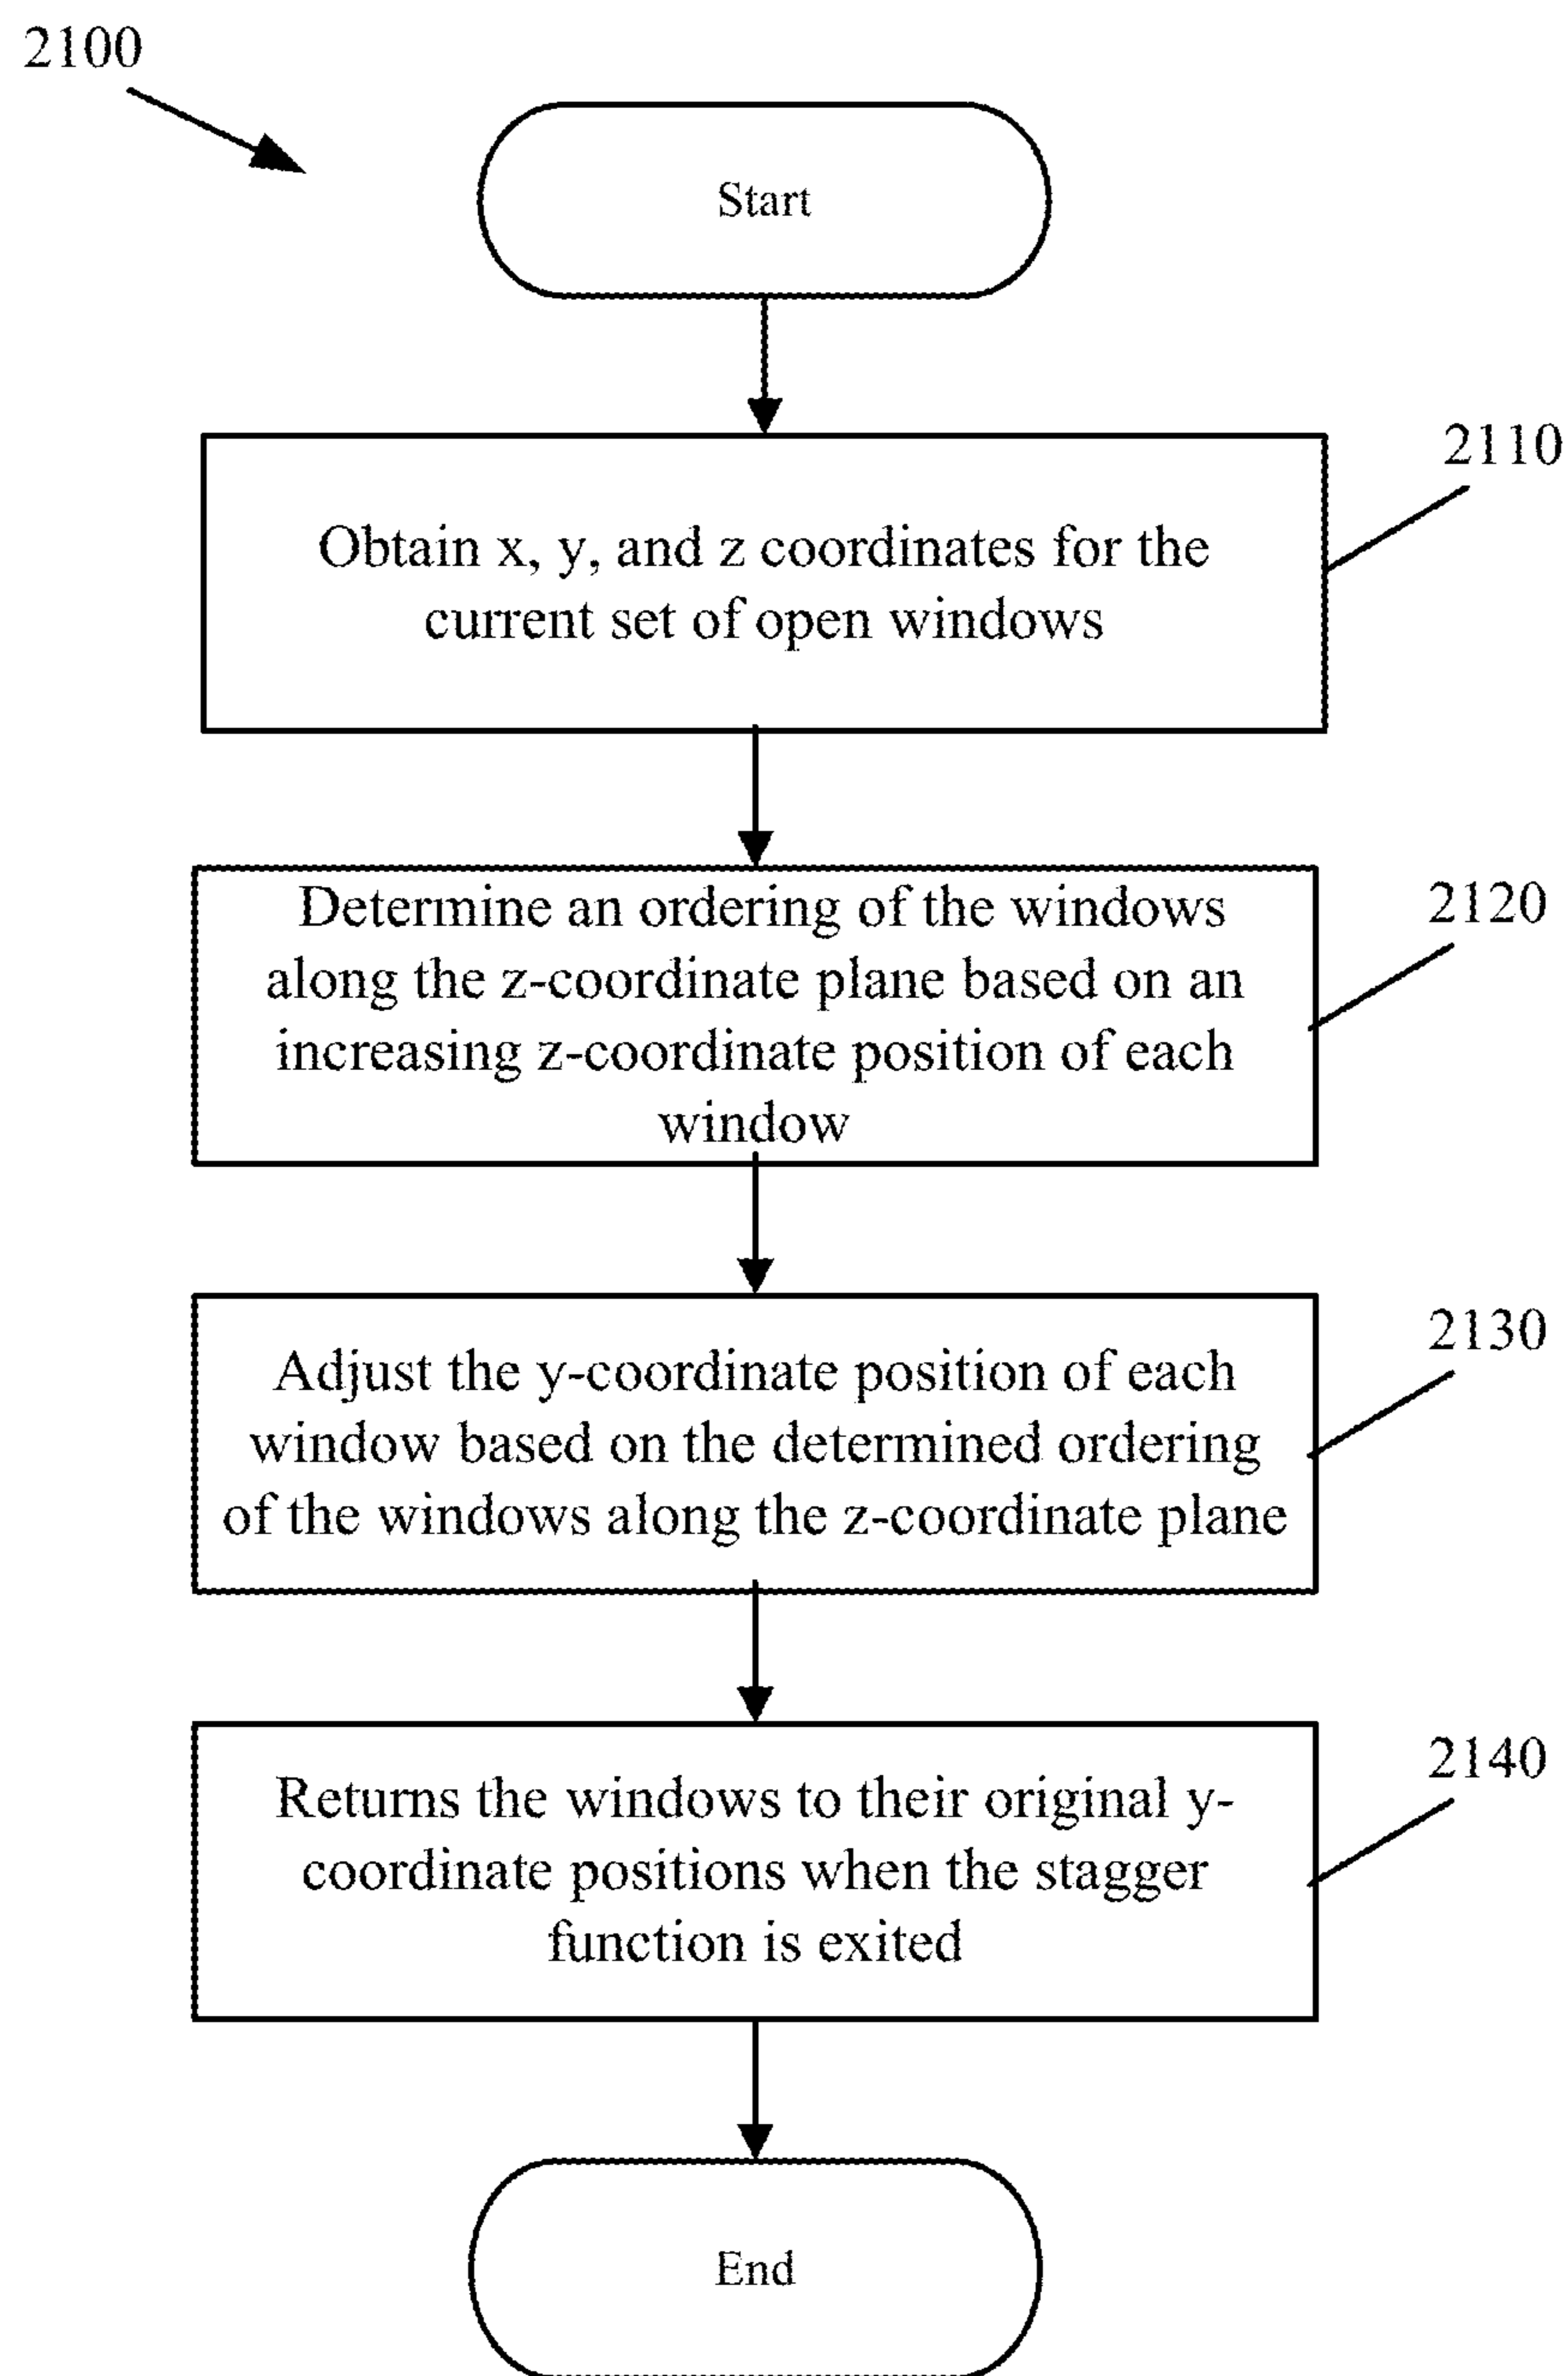 2100
Start
2110
Obtain x, y, and z coordinates for the
current set of open windows
2120
Determine an ordering of the windows
along the z-coordinate plane based on an
increasing z-coordinate position of each
window
2130
Adjust the y-coordinate position of each
window based on the determined ordering
of the windows along the z-coordinate plane
2140
Returns the windows to their original y-
coordinate positions when the stagger
function is exited
End